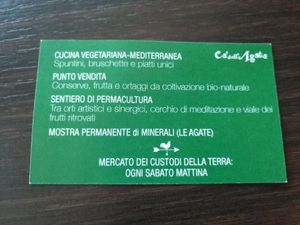 CUCINA VEGETARIANA-MEDITERRANEA
Spuntini, bruschette e piatti unici
Ca' dell'Agata
PUNTO VENDITA
Conserve, frutta e ortaggi da coltivazione bio-naturale
SENTIERO DI PERMACULTURA
Tra orti artistici e sinergici, cerchio di meditazione e viale dei
frutti ritrovati
MOSTRA PERMANENTE di MINERALI (LE AGATE)
MERCATO DEI CUSTODI DELLA TERRA:
OGNI SABATO MATTINA